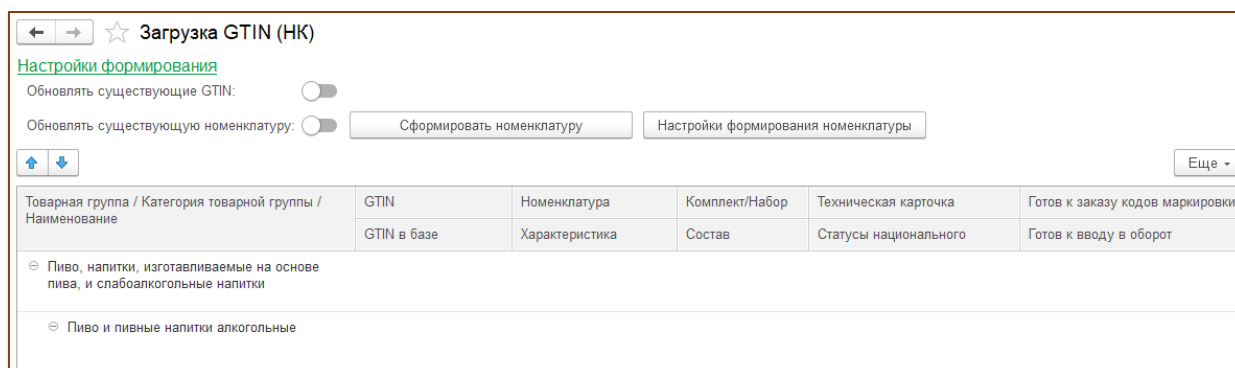 Загрузка GTIN (НК)
Настройки формирования
Обновлять существующие GTIN:
Обновлять существующую номенклатуру:
Сформировать номенклатуру
Настройки формирования номенклатуры
Еще
Товарная группа / Категория товарной группы /
Наименование
GTIN
Номенклатура
Комплект/Набор
Техническая карточка
Готов к заказу кодов маркировки
GTIN в базе
Характеристика
Состав
Статусы национального
Готов к вводу в оборот
Пиво, напитки, изготавливаемые на основе
пива, и слабоалкогольные напитки
Пиво и пивные напитки алкогольные